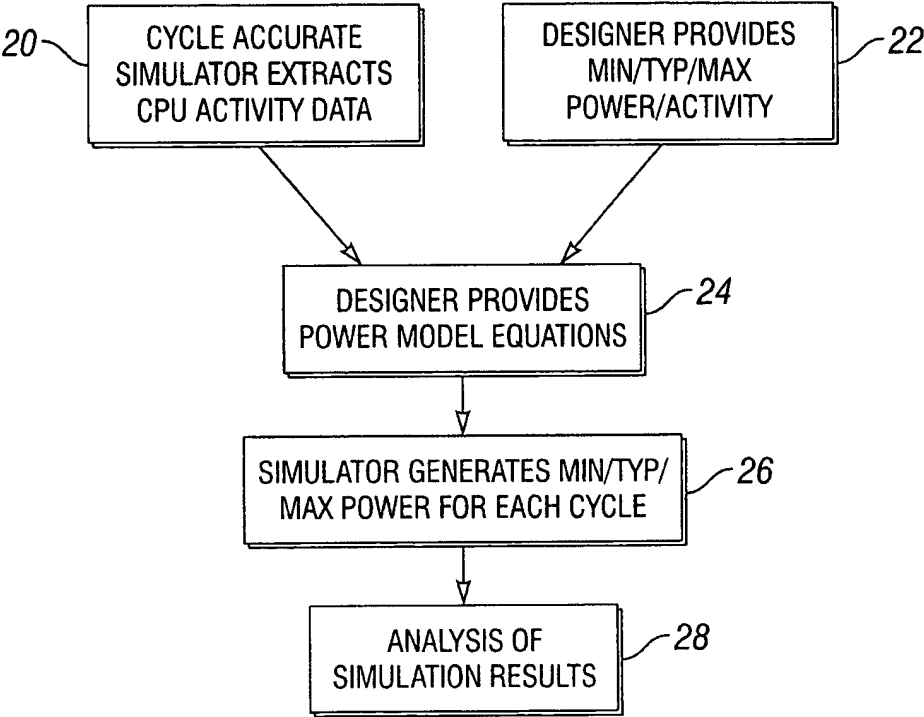 20
CYCLE ACCURATE
SIMULATOR EXTRACTS
CPU ACTIVITY DATA
DESIGNER PROVIDES
MIN/TYP/MAX
POWER/ACTIVITY
22
DESIGNER PROVIDES
POWER MODEL EQUATIONS
24
SIMULATOR GENERATES MIN/TYP/
MAX POWER FOR EACH CYCLE
26
ANALYSIS OF
SIMULATION RESULTS
28